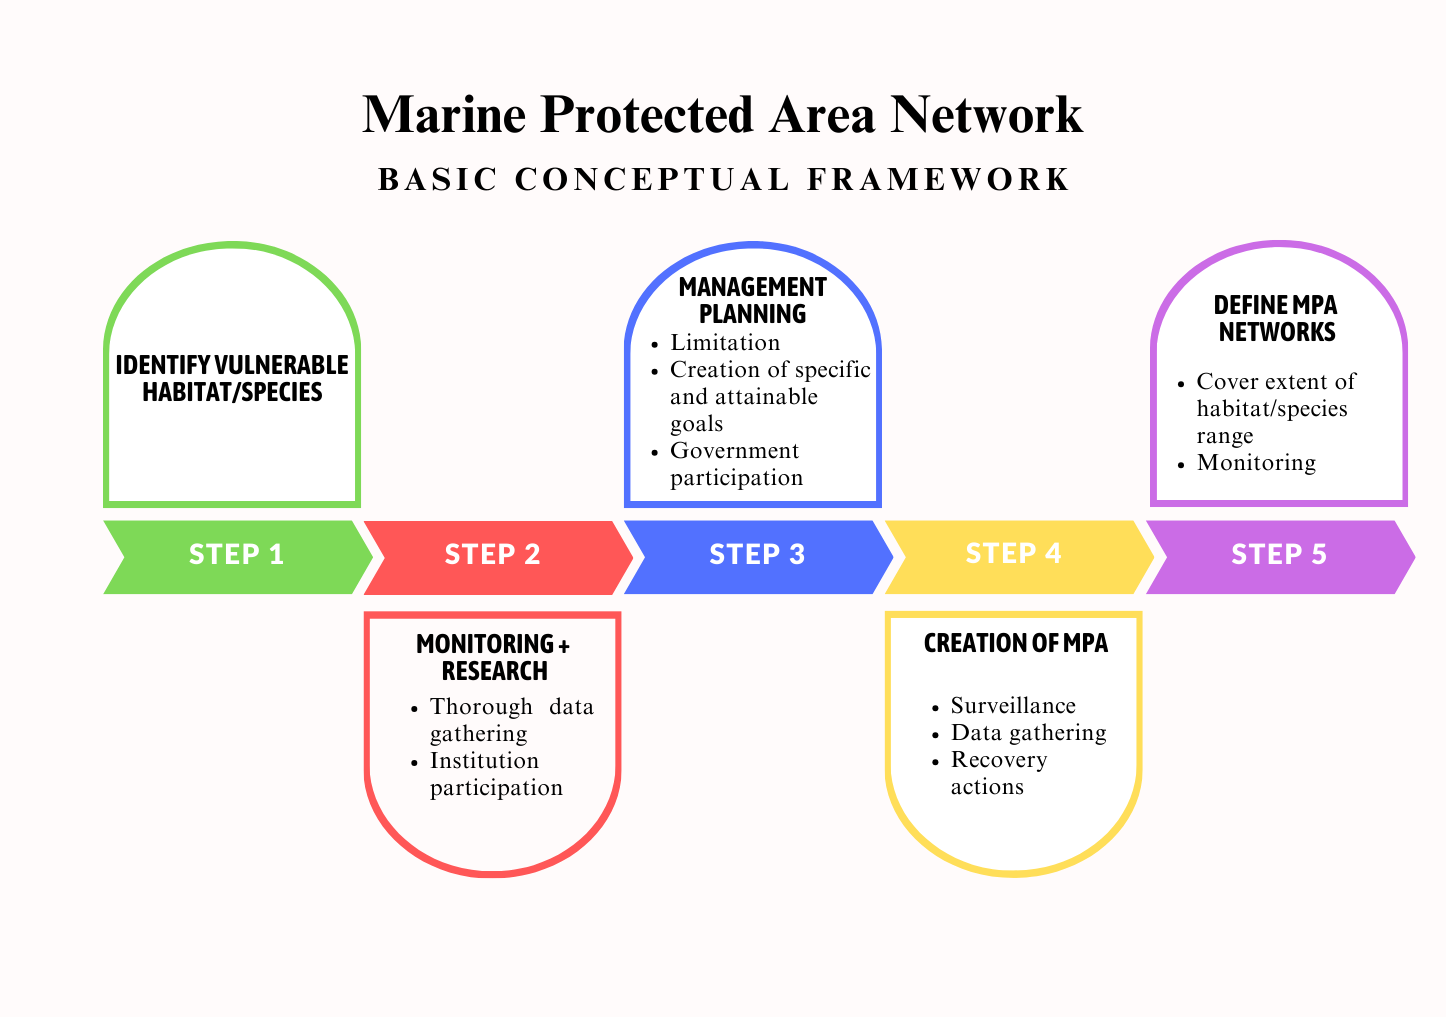 Marine Protected Area Network
BASIC CONCEPTUAL FRAMEWORK
IDENTIFY VULNERABLE
HABITAT/SPECIES
STEP 1
STEP 2
MONITORING +
RESEARCH
• Thorough data
gathering
• Institution
participation
MANAGEMENT
PLANNING
• Limitation
• Creation of specific
and attainable
goals
• Government
participation
STEP 3
STEP 4
CREATION OF MPA
• Surveillance
• Data gathering
• Recovery
actions
DEFINE MPA
NETWORKS
• Cover extent of
habitat/species
range
• Monitoring
STEP 5